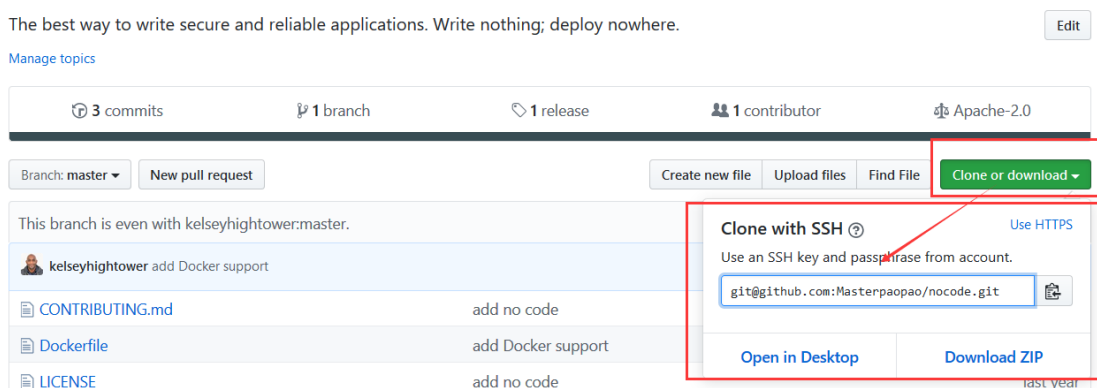 The best way to write secure and reliable applications. Write nothing; deploy nowhere.
Edit
Manage topics
3 commits
1 branch
1 release
1 contributor
Apache-2.0
Branch: master
New pull request
Create new file
Upload files
Find File
Clone or download
This branch is even with kelseyhightower:master.
Clone with SSH
Use HTTPS
Use an SSH key and passphrase from account.
kelseyhightower add Docker support
git@github.com:Masterpaopao/nocode.git
CONTRIBUTING.md
add no code
Dockerfile
add Docker support
Open in Desktop
Download ZIP
LICENSE
add no code
last year